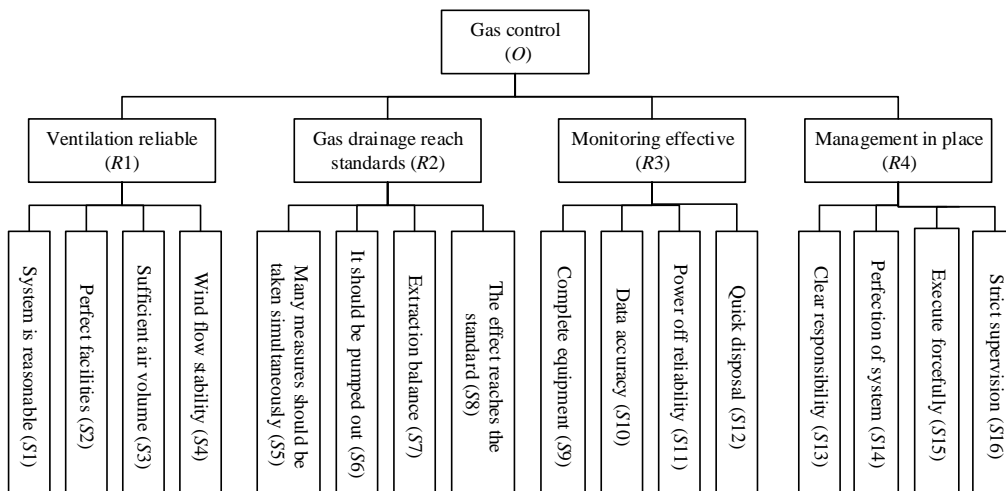 Gas control
(O)
Ventilation reliable
(R1)
Gas drainage reach
standards (R2)
Monitoring effective
(R3)
Management in place
(R4)
System is reasonable (S1)
Perfect facilities (S2)
Sufficient air volume (S3)
Wind flow stability (S4)
Many measures should be
taken simultaneously (S5)
It should be pumped out (S6)
Extraction balance (S7)
The effect reaches the
standard (S8)
Complete equipment (S9)
Data accuracy (S10)
Power off reliability (S11)
Quick disposal (S12)
Clear responsibility (S13)
Perfection of system (S14)
Execute forcefully (S15)
Strict supervision (S16)